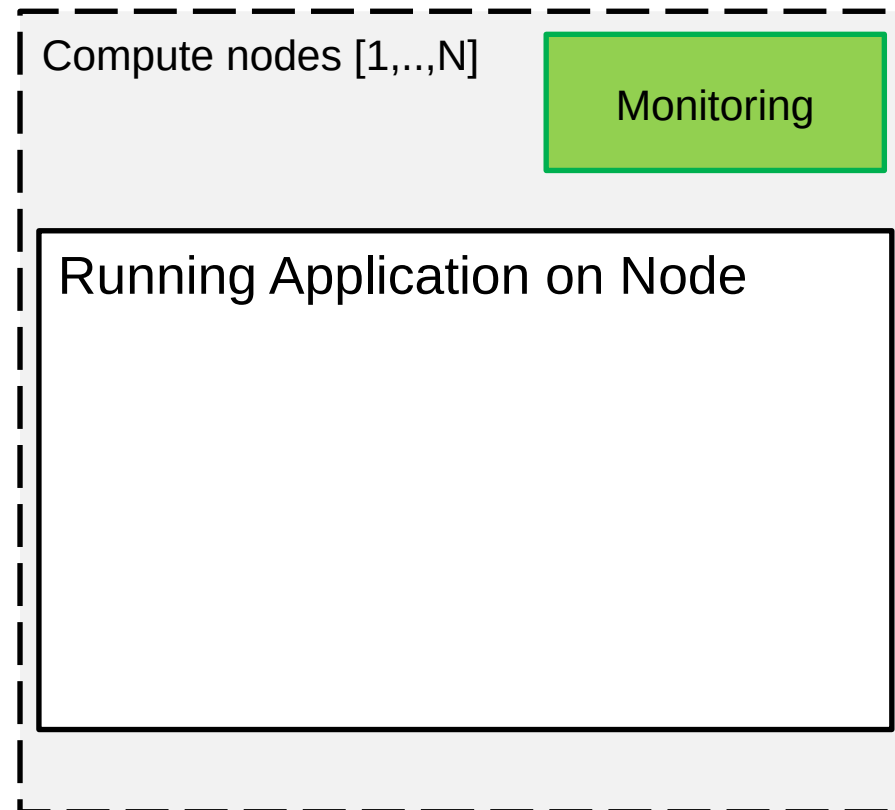 Compute nodes [1,..,N]
Monitoring
Running Application on Node